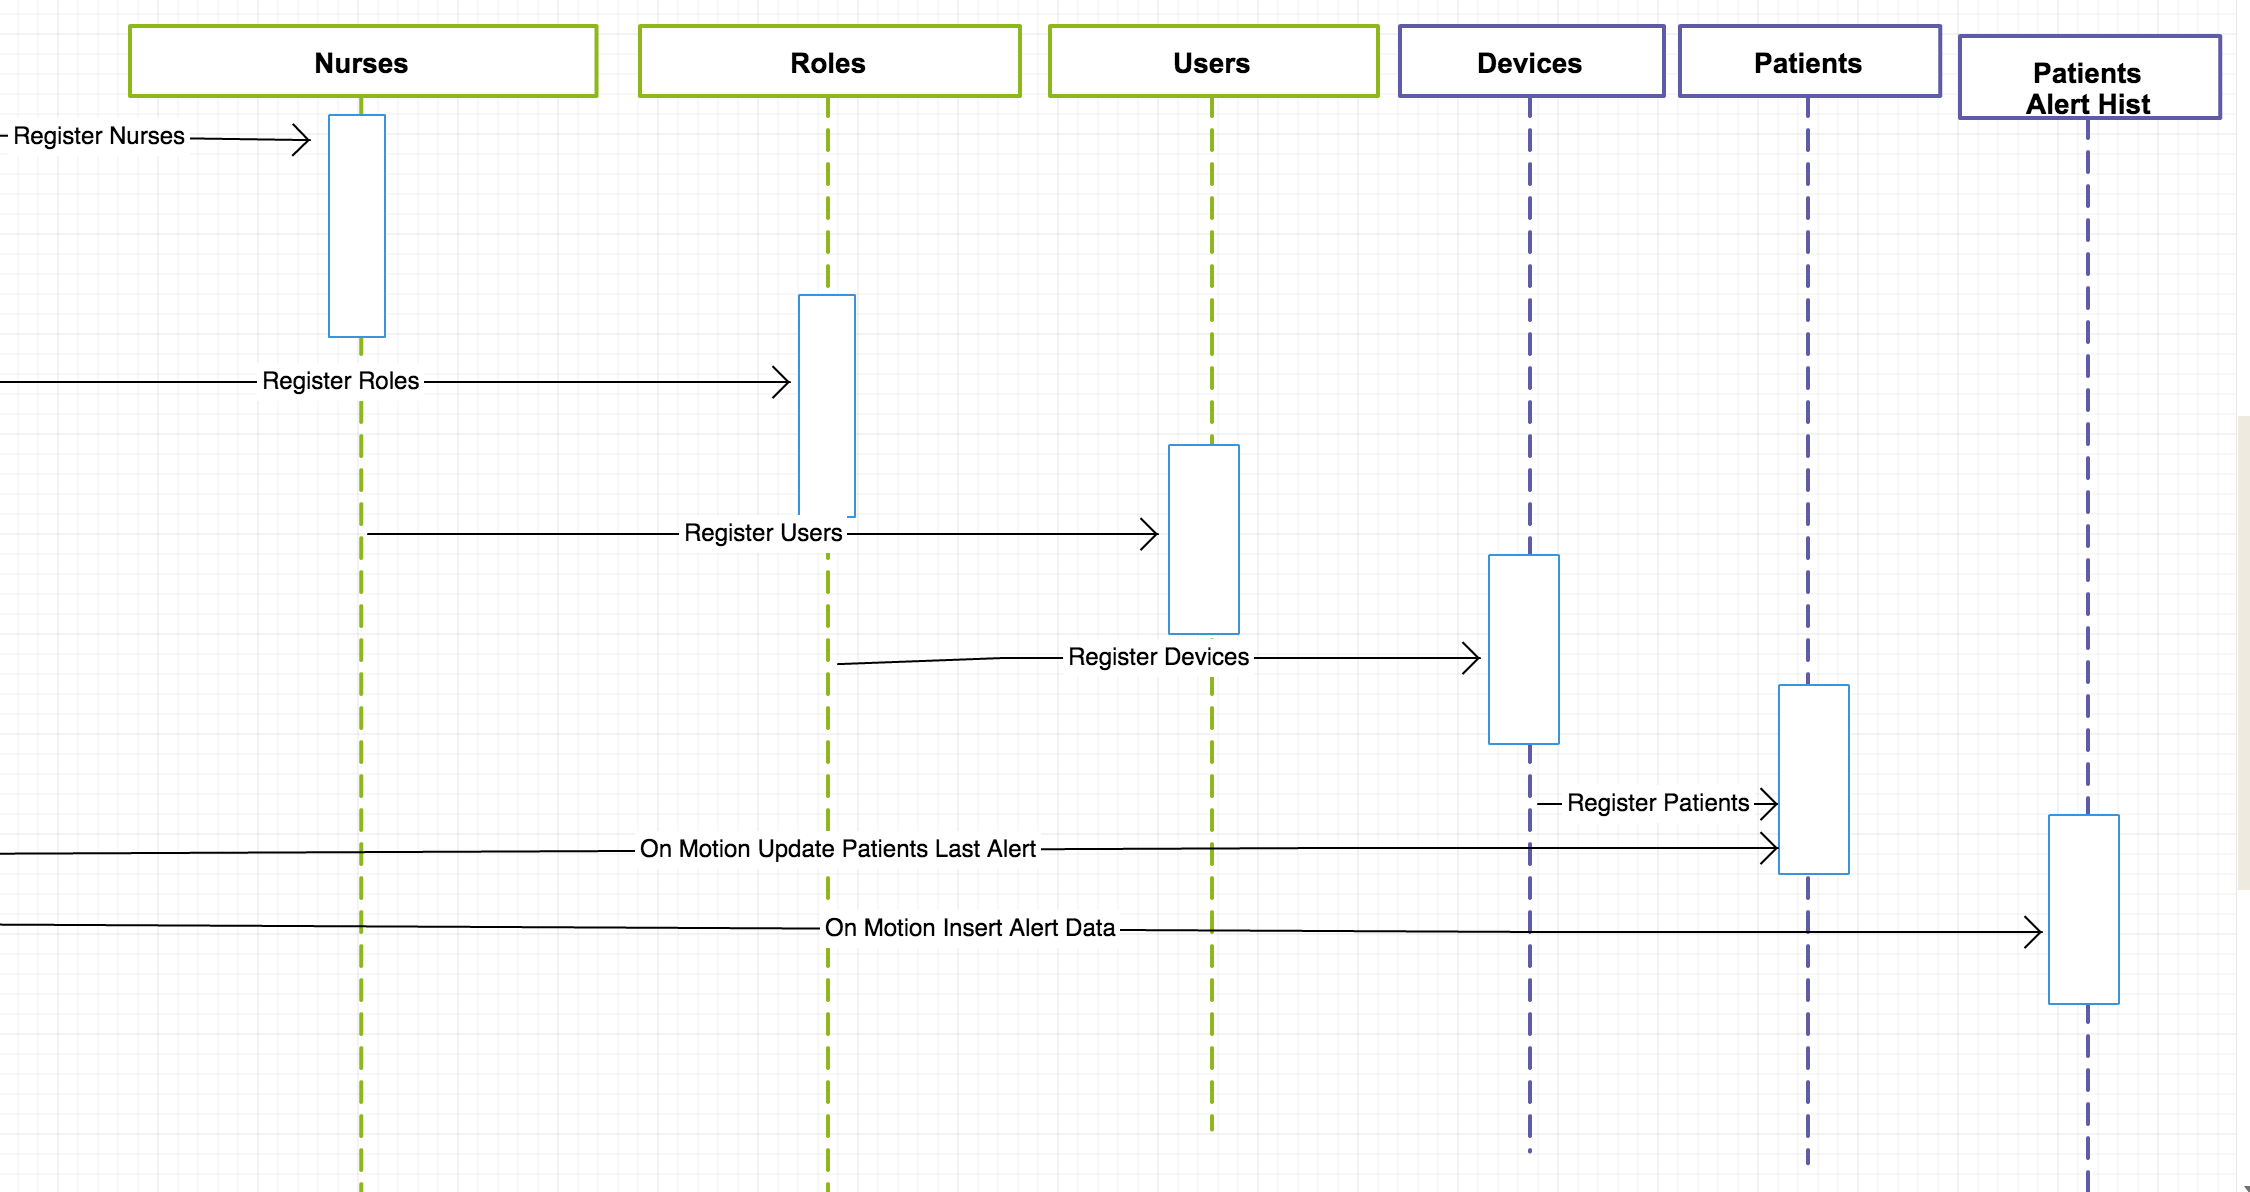 Nurses
Roles
Users
Devices
Patients
Patients
Alert Hist
Register Nurses
Register Roles
Register Users
Register Devices
Register Patients
On Motion Update Patients Last Alert
On Motion Insert Alert Data